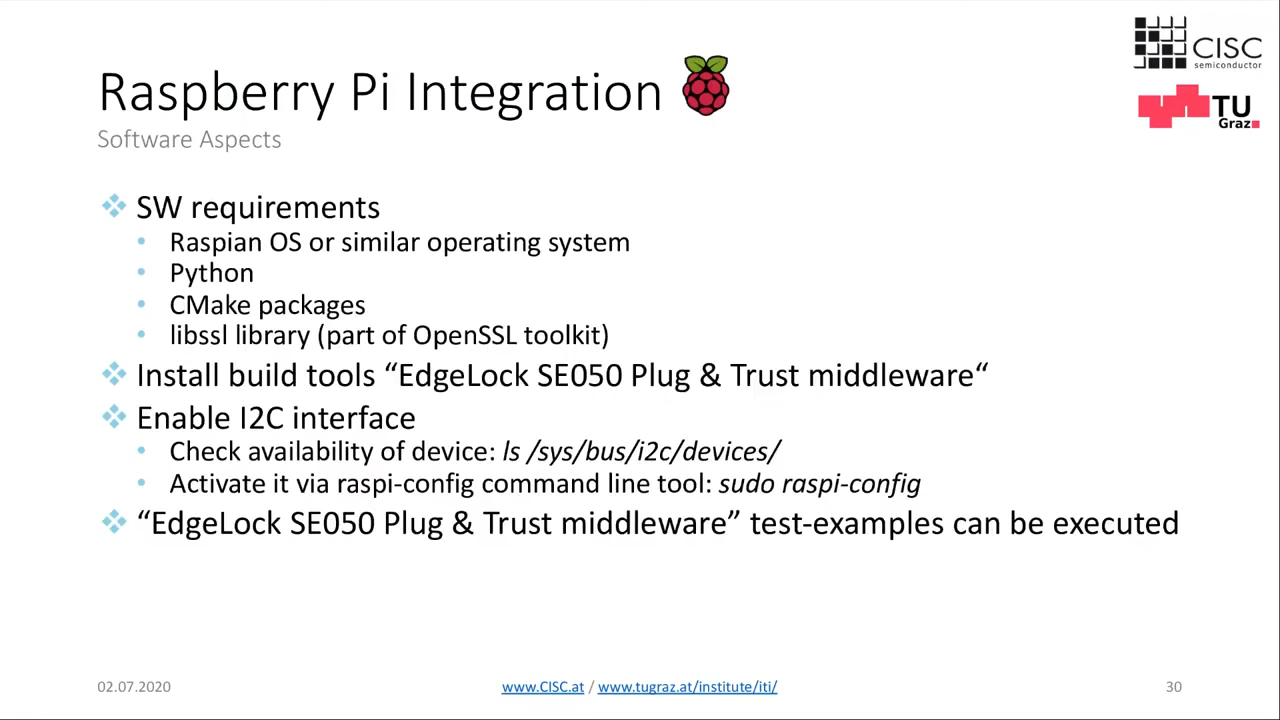 CISC
semiconductor
TU
Graz
Raspberry Pi Integration
Software Aspects
SW requirements
Raspian OS or similar operating system
Python
CMake packages
libssl library (part of OpenSSL toolkit)
Install build tools “EdgeLock SE050 Plug & Trust middleware“
Enable I2C interface
Check availability of device: ls /sys/bus/i2c/devices/
Activate it via raspi-config command line tool: sudo raspi-config
“EdgeLock SE050 Plug & Trust middleware” test-examples can be executed
02.07.2020
www.CISC.at / www.tugraz.at/institute/iti/
30